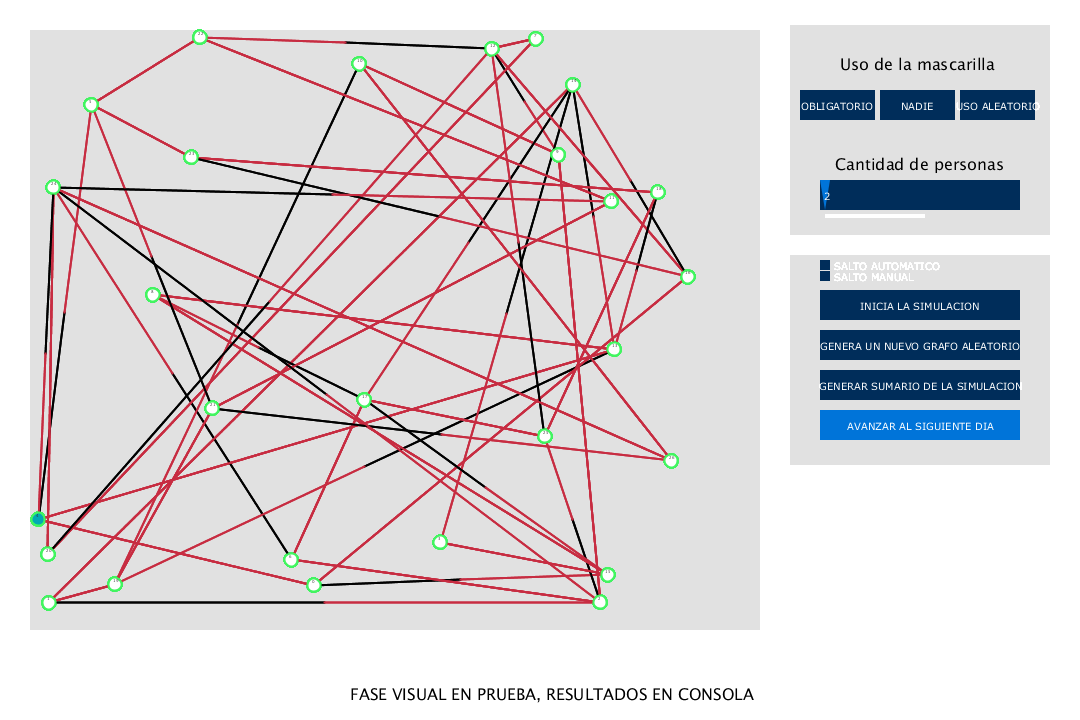 Uso de la mascarilla
OBLIGATORIO
NADIE
USO ALEATORIO
Cantidad de personas
2
SALTO AUTOMATICO
SALTO MANUAL
INICIA LA SIMULACION
GENERA UN NUEVO GRAFO ALEATORIO
GENERAR SUMARIO DE LA SIMULACION
AVANZAR AL SIGUIENTE DIA
FASE VISUAL EN PRUEBA, RESULTADOS EN CONSOLA